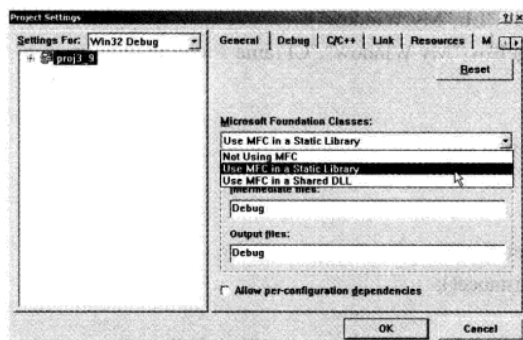 Project Settings
Settings For: Win32 Debug
proj3_9
General Debug C/C++ Link Resources M
Reset
Microsoft Foundation Classes:
Use MFC in a Static Library
Not Using MFC
Use MFC in a Static Library
Use MFC in a Shared DLL
Intermediate files:
Debug
Output files:
Debug
Allow per-configuration dependencies
OK Cancel